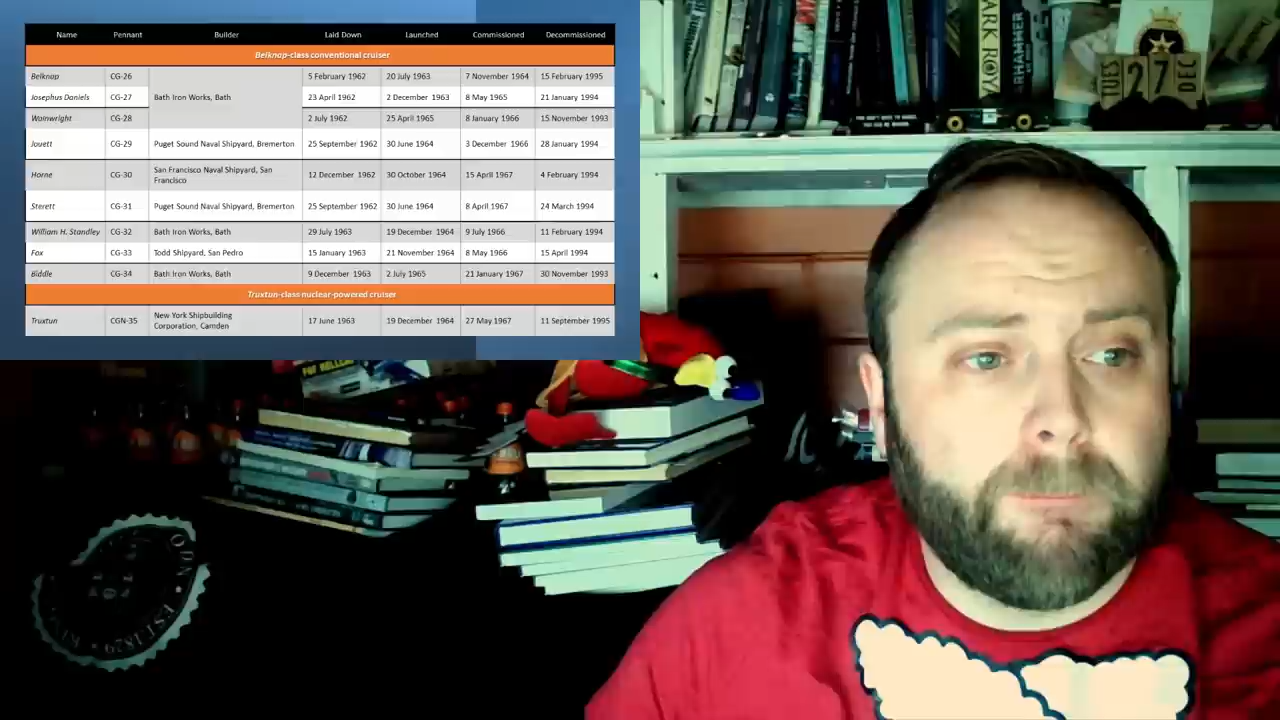 Name Pennant Builder Laid Down Launched Commissioned Decommissioned
Belknap-class conventional cruiser
Belknap CG-26 5 February 1962 20 July 1963 7 November 1964 15 February 1995
Josephus Daniels CG-27 Bath Iron Works, Bath 23 April 1962 2 December 1963 8 May 1965 21 January 1994
Wainwright CG-28 2 July 1962 25 April 1965 8 January 1966 15 November 1993
Jouett CG-29 Puget Sound Naval Shipyard, Bremerton 25 September 1962 30 June 1964 3 December 1966 28 January 1994
Horne CG-30 San Francisco Naval Shipyard, San Francisco 12 December 1962 30 October 1964 15 April 1967 4 February 1994
Sterett CG-31 Puget Sound Naval Shipyard, Bremerton 25 September 1962 30 June 1964 8 April 1967 24 March 1994
William H. Standley CG-32 Bath Iron Works, Bath 29 July 1963 19 December 1964 9 July 1966 11 February 1994
Fox CG-33 Todd Shipyard, San Pedro 15 January 1963 21 November 1964 8 May 1966 15 April 1994
Biddle CG-34 Bath Iron Works, Bath 9 December 1963 2 July 1965 21 January 1967 30 November 1993
Truxtun-class nuclear-powered cruiser
Truxtun CGN-35 New York Shipbuilding Corporation, Camden 17 June 1963 19 December 1964 27 May 1967 11 September 1995
ARK ROYA
ARHAMMER
TUES 27 DEC
EST 1829